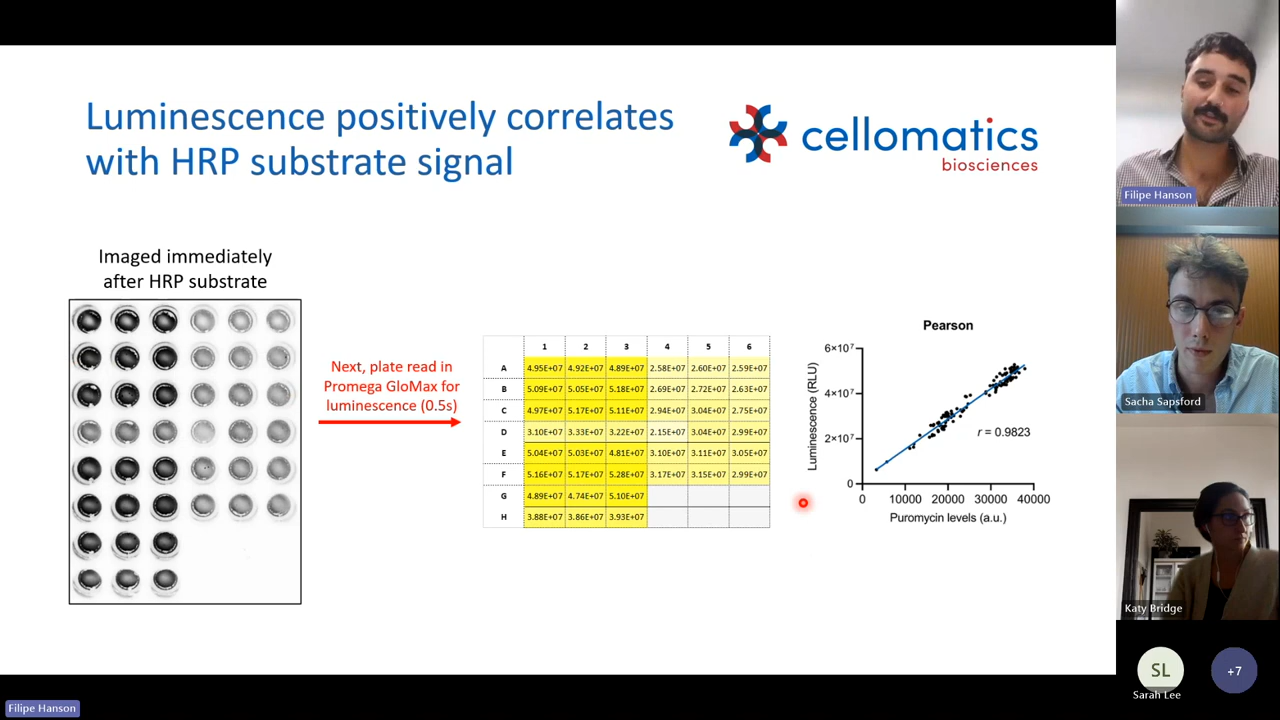 Luminescence positively correlates
with HRP substrate signal
cellomatics
biosciences
Imaged immediately
after HRP substrate
Next, plate read in
Promega GloMax for
luminescence (0.5s)
1 2 3 4 5 6
A 4.95E+07 4.92E+07 4.89E+07 2.58E+07 2.60E+07 2.59E+07
B 5.09E+07 5.05E+07 5.18E+07 2.69E+07 2.72E+07 2.63E+07
C 4.97E+07 5.17E+07 5.11E+07 2.94E+07 3.04E+07 2.75E+07
D 3.10E+07 3.33E+07 3.22E+07 2.15E+07 3.04E+07 2.99E+07
E 5.04E+07 5.03E+07 4.81E+07 3.10E+07 3.11E+07 3.05E+07
F 5.16E+07 5.17E+07 5.28E+07 3.17E+07 3.15E+07 2.99E+07
G 4.89E+07 4.74E+07 5.10E+07
H 3.88E+07 3.86E+07 3.93E+07
Pearson
Luminescence (RLU)
6×10⁷
4×10⁷
2×10⁷
0
r = 0.9823
0 10000 20000 30000 40000
Puromycin levels (a.u.)
Filipe Hanson
Sacha Sapsford
Katy Bridge
SL
Sarah Lee
+7
Filipe Hanson